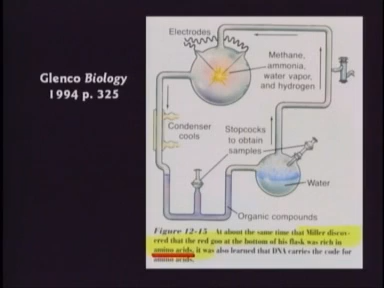 Glenco Biology
1994 p. 325
Electrodes
Methane,
ammonia,
water vapor,
and hydrogen
Condenser
cools
Stopcocks
to obtain
samples
Water
Organic compounds
Figure 12-15 At about the same time that Miller discov-
ered that the red goo at the bottom of his flask was rich in
amino acids, it was also learned that DNA carries the code for
amino acids.